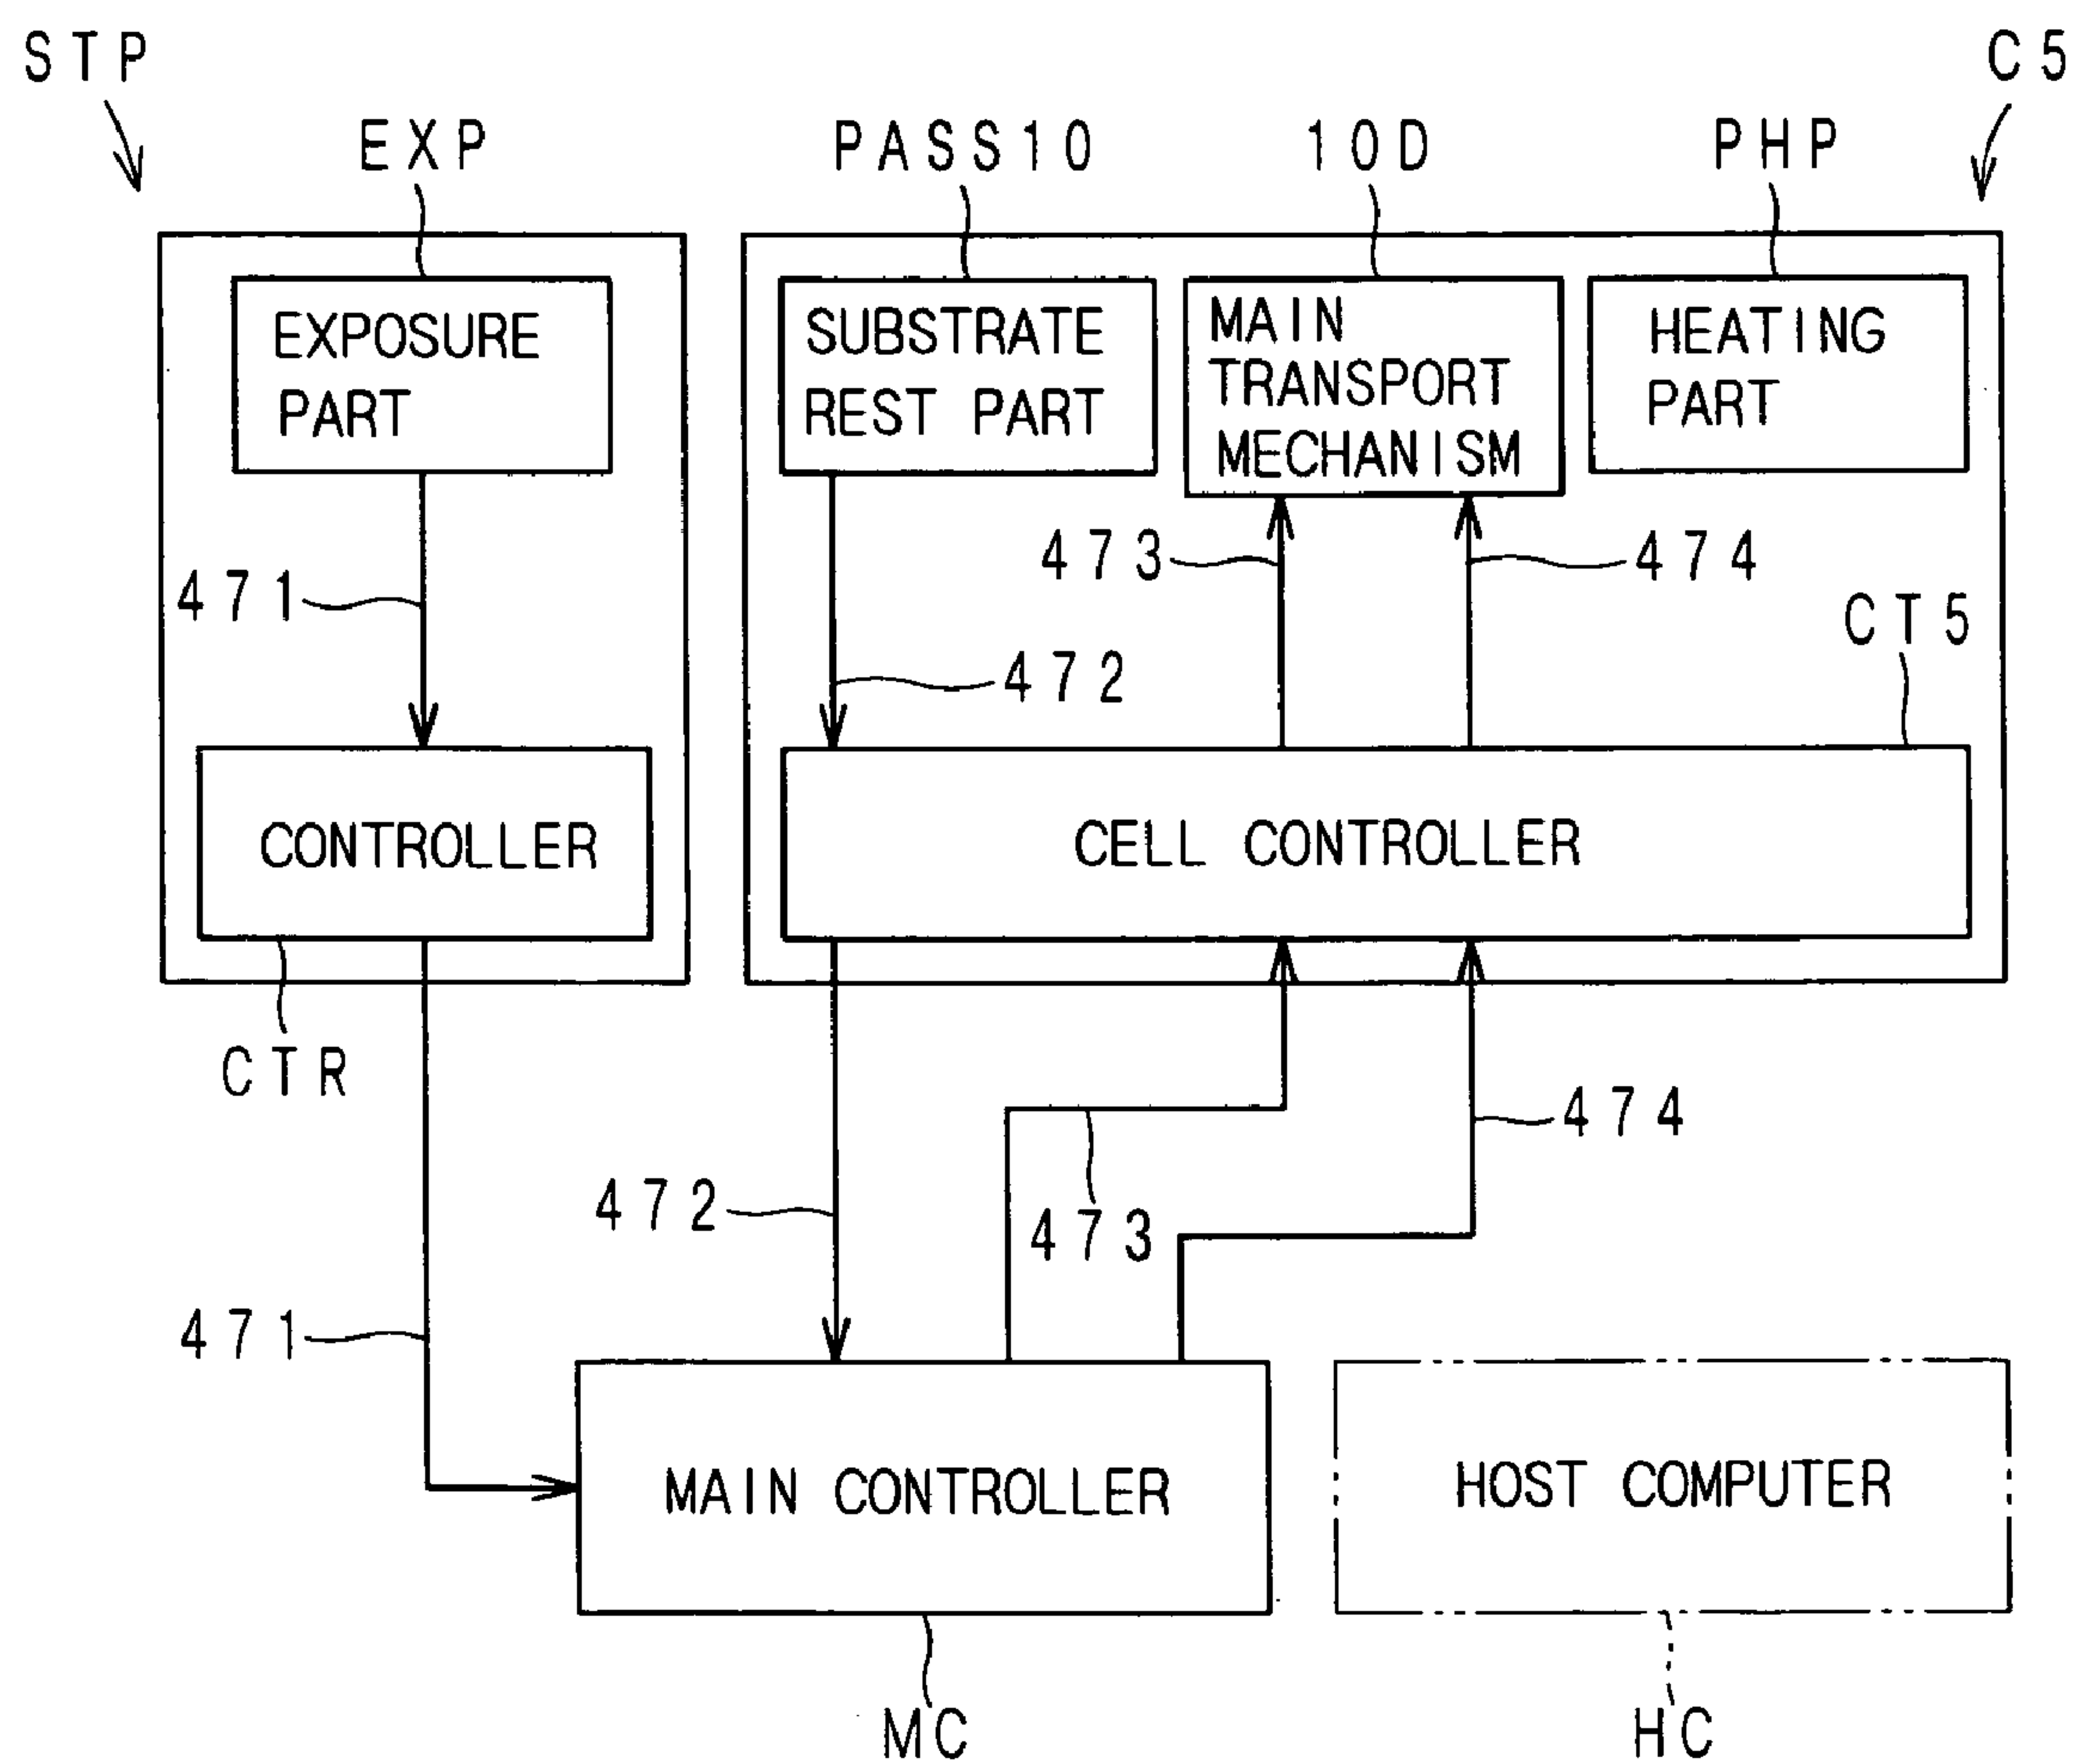 STP
C5
EXP
PASS10
10D
PHP
EXPOSURE
PART
SUBSTRATE
REST PART
MAIN
TRANSPORT
MECHANISM
HEATING
PART
473
474
471
CT5
472
CONTROLLER
CELL CONTROLLER
CTR
474
472
473
471
MAIN CONTROLLER
HOST COMPUTER
MC
HC